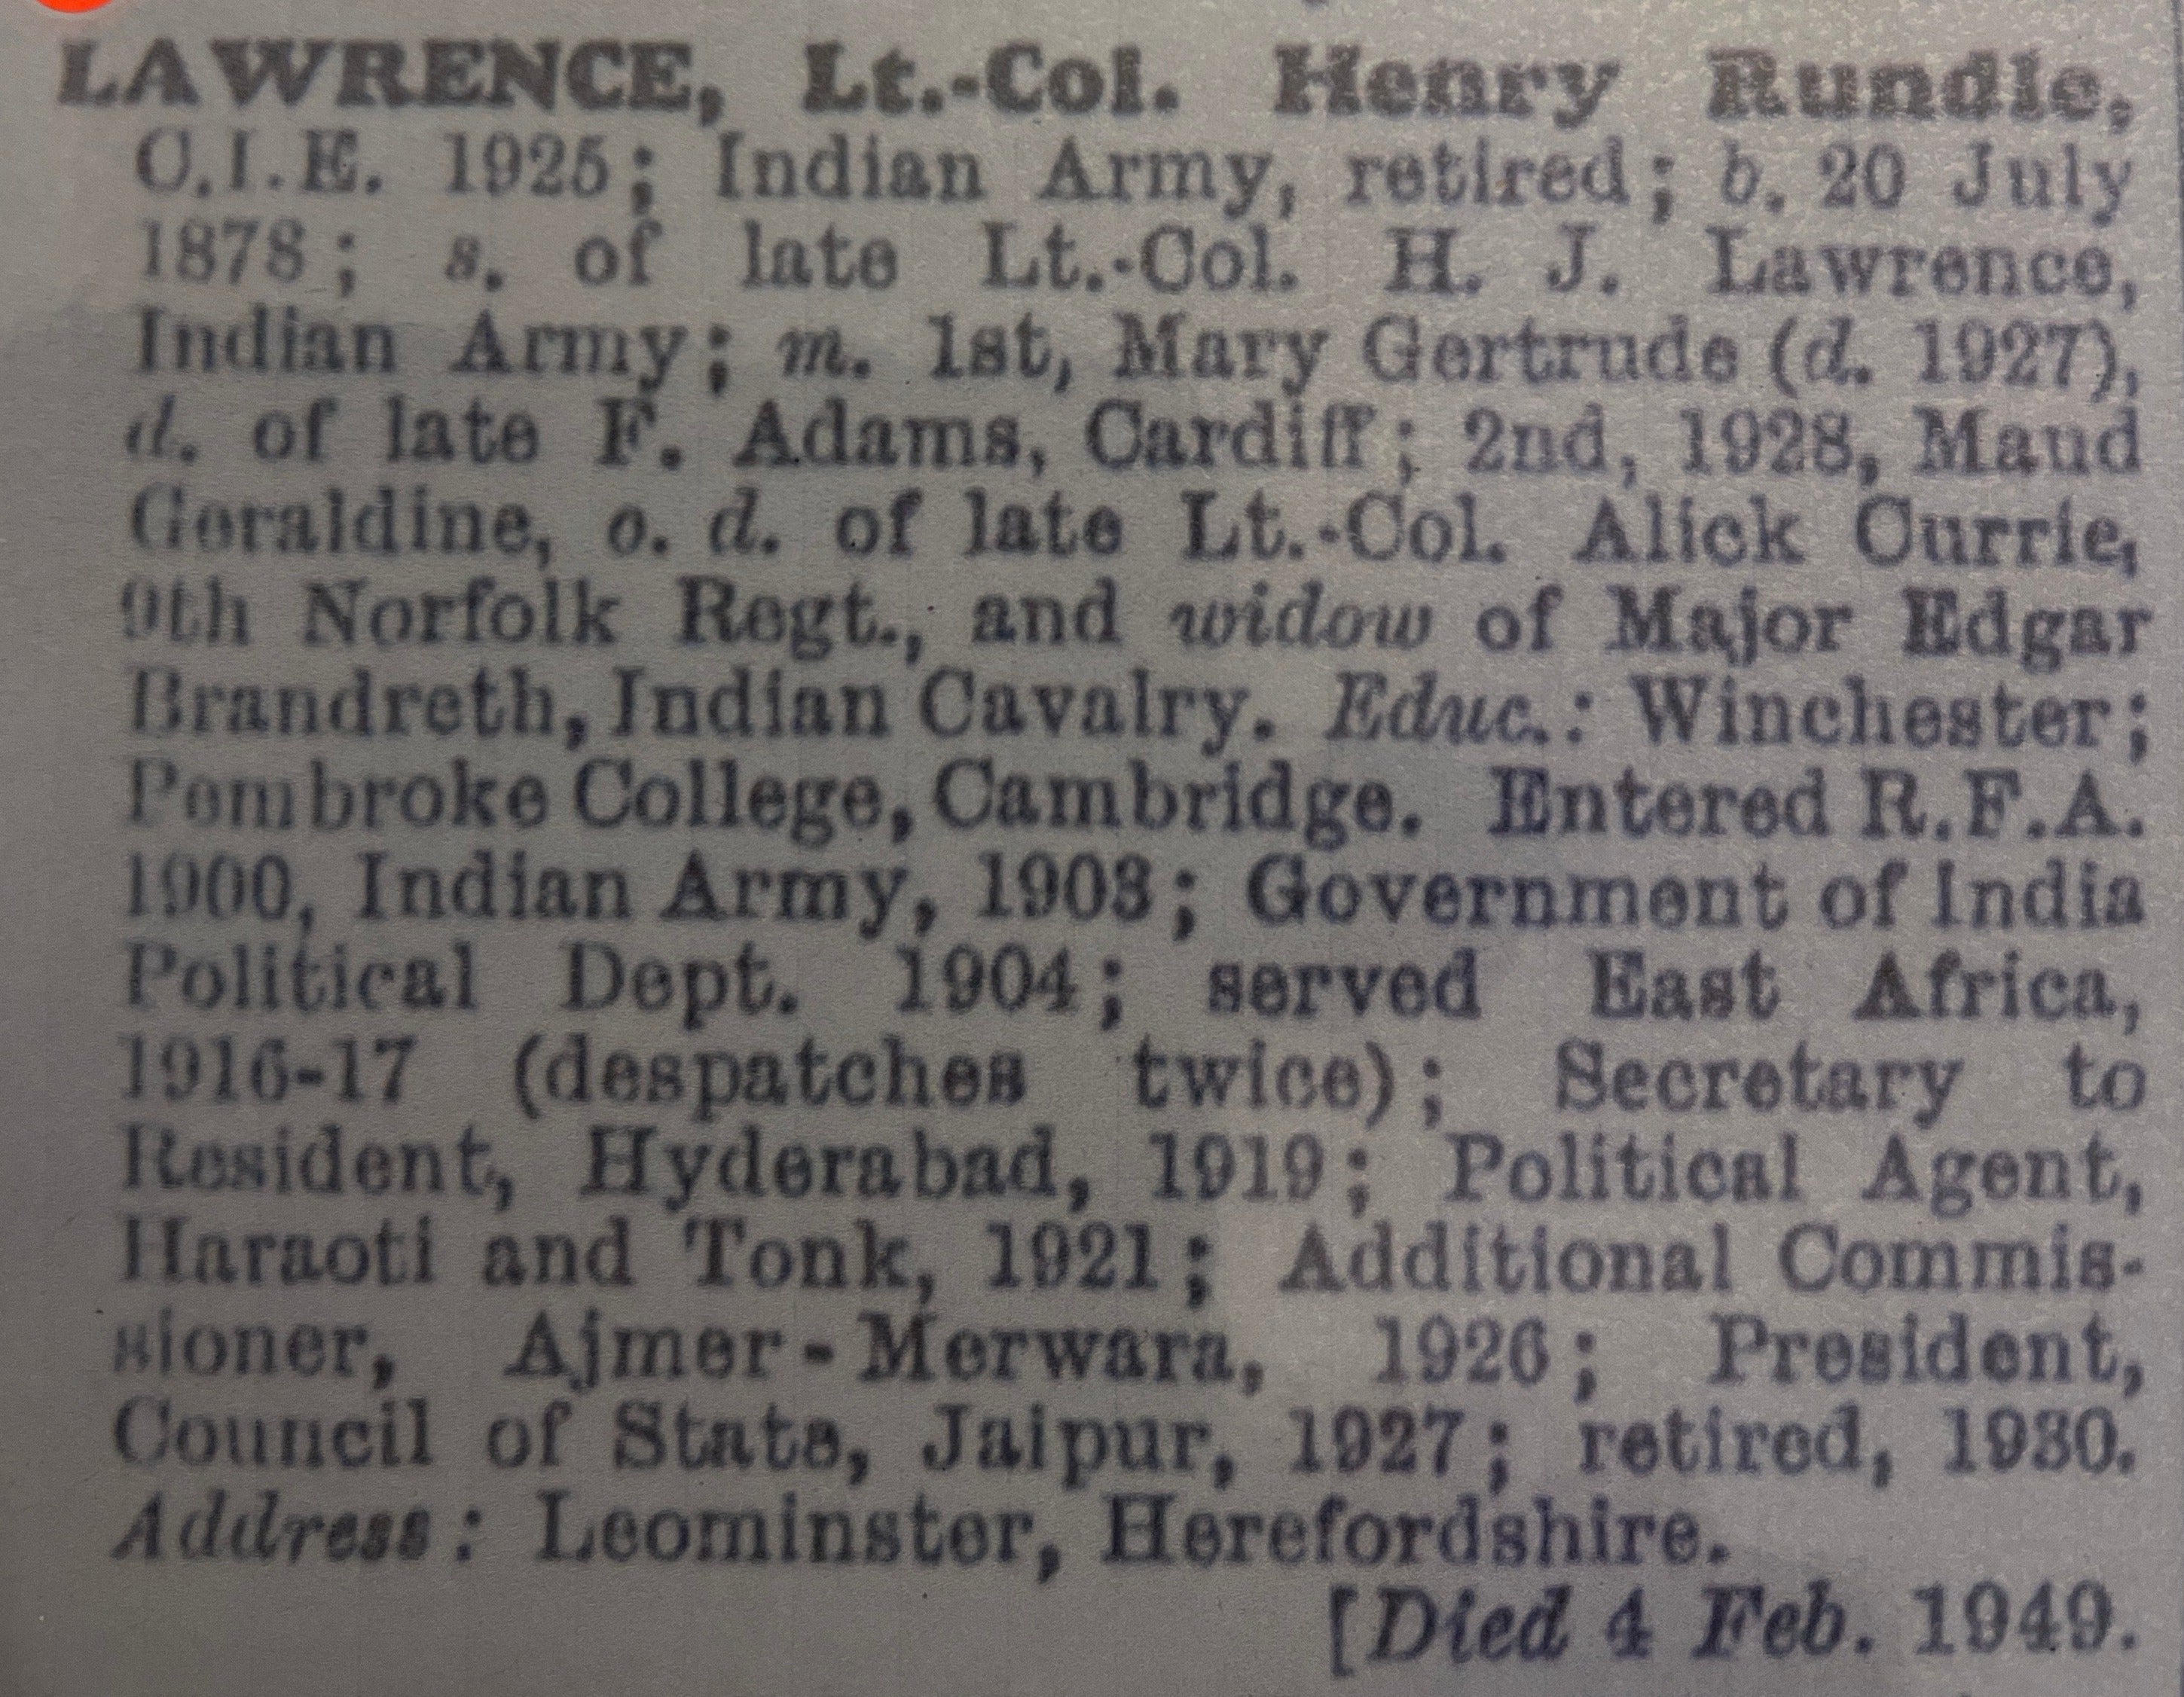 LAWRENCE, Lt.-Col. Henry Rundle,
C.I.E. 1925; Indian Army, retired; b. 20 July
1878; s. of late Lt.-Col. H. J. Lawrence,
Indian Army; m. 1st, Mary Gertrude (d. 1927),
d. of late F. Adams, Cardiff; 2nd, 1928, Maud
Geraldine, o. d. of late Lt.-Col. Alick Currie,
9th Norfolk Regt., and widow of Major Edgar
Brandreth, Indian Cavalry. Educ.: Winchester;
Pembroke College, Cambridge. Entered R.F.A.
1900, Indian Army, 1903; Government of India
Political Dept. 1904; served East Africa,
1916-17 (despatches twice); Secretary to
Resident, Hyderabad, 1919; Political Agent,
Haraoti and Tonk, 1921; Additional Commis-
sioner, Ajmer-Merwara, 1926; President,
Council of State, Jaipur, 1927; retired, 1930.
Address: Leominster, Herefordshire.
[Died 4 Feb. 1949.